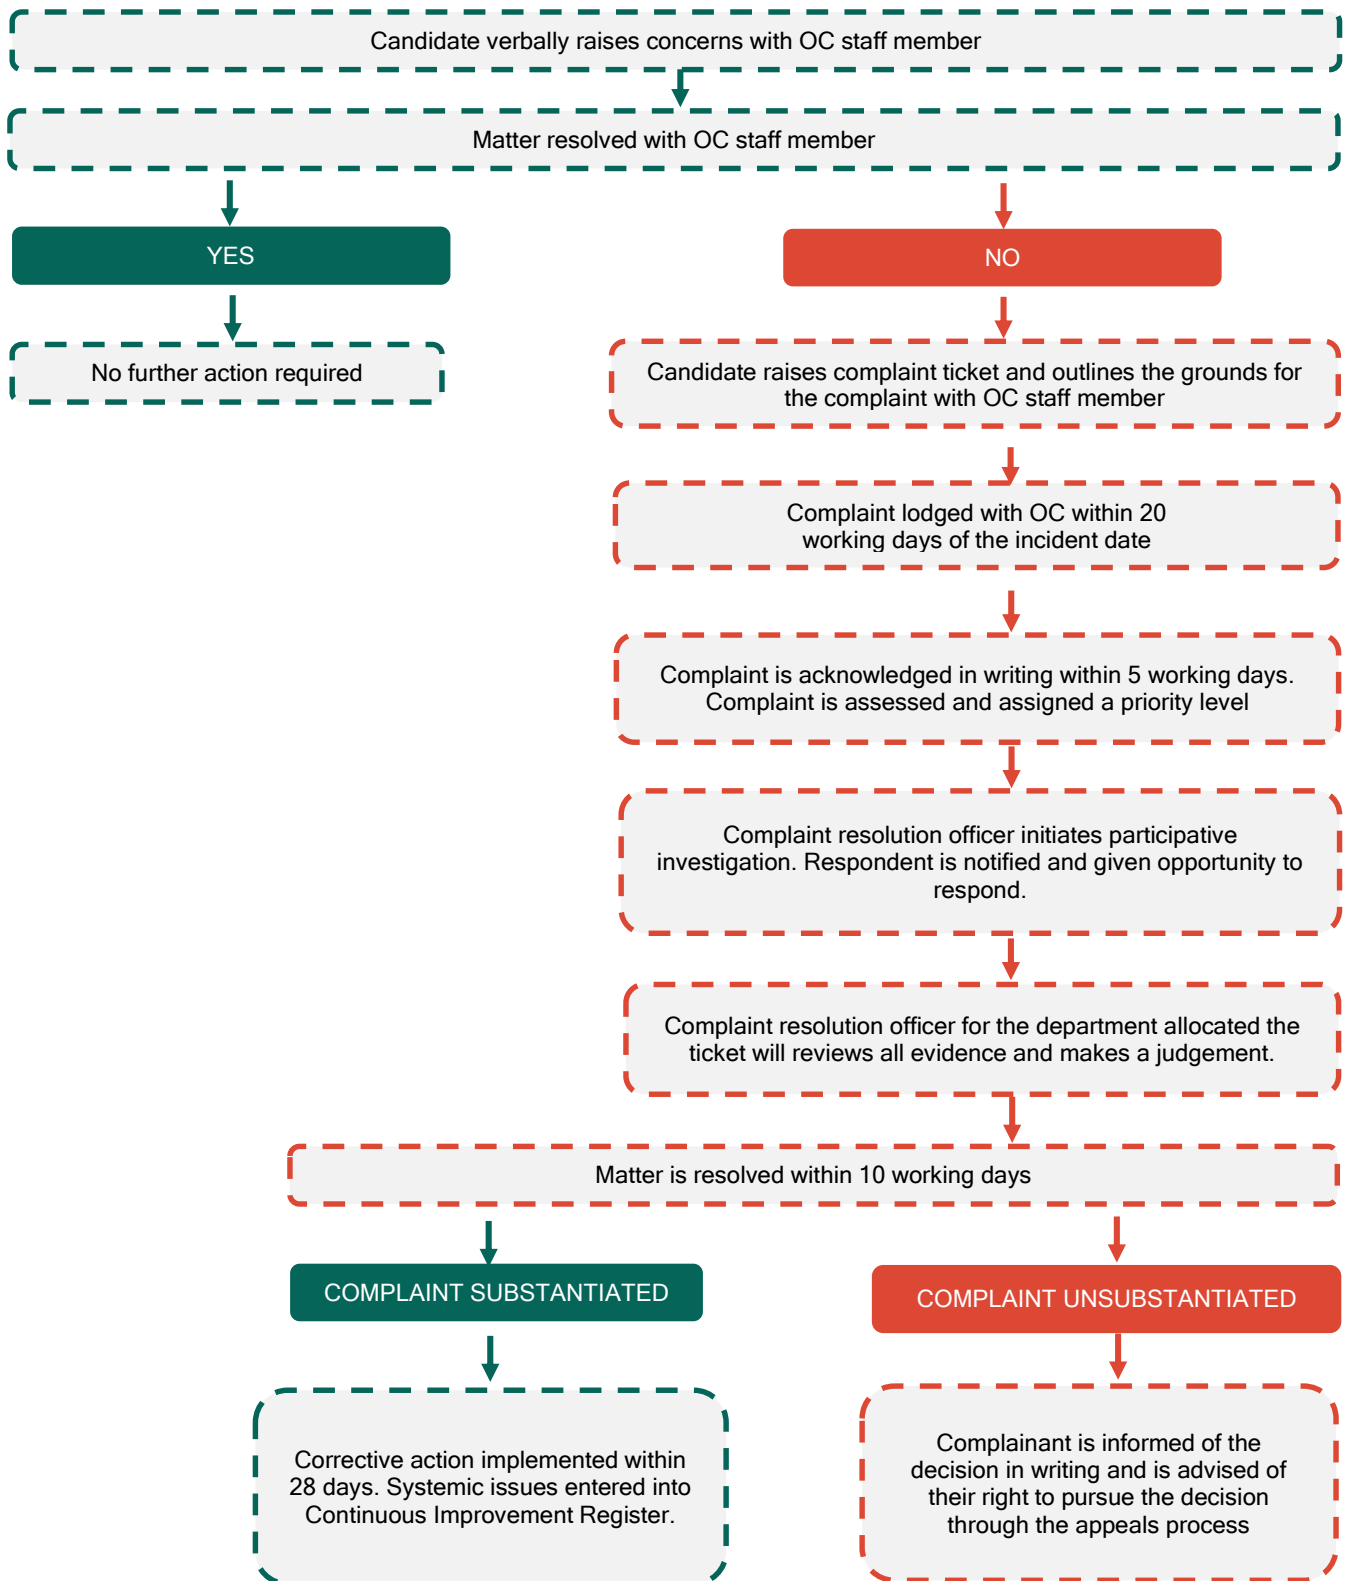 Candidate verbally raises concerns with OC staff member
Matter resolved with OC staff member
YES
NO
No further action required
Candidate raises complaint ticket and outlines the grounds for
the complaint with OC staff member
Complaint lodged with OC within 20
working days of the incident date
Complaint is acknowledged in writing within 5 working days.
Complaint is assessed and assigned a priority level
Complaint resolution officer initiates participative
investigation. Respondent is notified and given opportunity to
respond.
Complaint resolution officer for the department allocated the
ticket will reviews all evidence and makes a judgement.
Matter is resolved within 10 working days
COMPLAINT SUBSTANTIATED
COMPLAINT UNSUBSTANTIATED
Corrective action implemented within
28 days. Systemic issues entered into
Continuous Improvement Register.
Complainant is informed of the
decision in writing and is advised of
their right to pursue the decision
through the appeals process